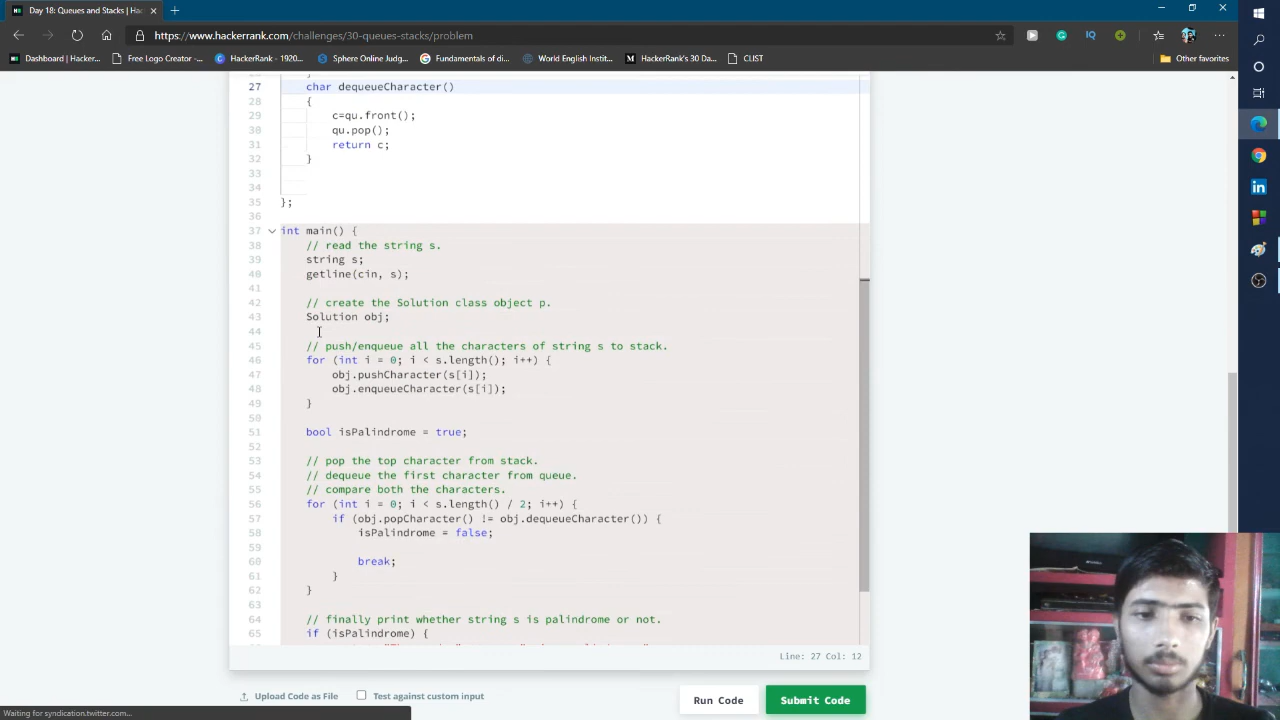 Day 18: Queues and Stacks | Hac
https://www.hackerrank.com/challenges/30-queues-stacks/problem
Dashboard | Hacker...
Free Logo Creator -...
HackerRank - 1920...
Sphere Online Judg...
Fundamentals of di...
World English Instit...
HackerRank's 30 Da...
CLIST
Other favorites
27 char dequeueCharacter()
28 {
29 c=qu.front();
30 qu.pop();
31 return c;
32 }
33
34
35 };
36
37 int main() {
38 // read the string s.
39 string s;
40 getline(cin, s);
41
42 // create the Solution class object p.
43 Solution obj;
44
45 // push/enqueue all the characters of string s to stack.
46 for (int i = 0; i < s.length(); i++) {
47 obj.pushCharacter(s[i]);
48 obj.enqueueCharacter(s[i]);
49 }
50
51 bool isPalindrome = true;
52
53 // pop the top character from stack.
54 // dequeue the first character from queue.
55 // compare both the characters.
56 for (int i = 0; i < s.length() / 2; i++) {
57 if (obj.popCharacter() != obj.dequeueCharacter()) {
58 isPalindrome = false;
59
60 break;
61 }
62 }
63
64 // finally print whether string s is palindrome or not.
65 if (isPalindrome) {
Line: 27 Col: 12
Upload Code as File
Test against custom input
Run Code
Submit Code
Waiting for syndication.twitter.com...